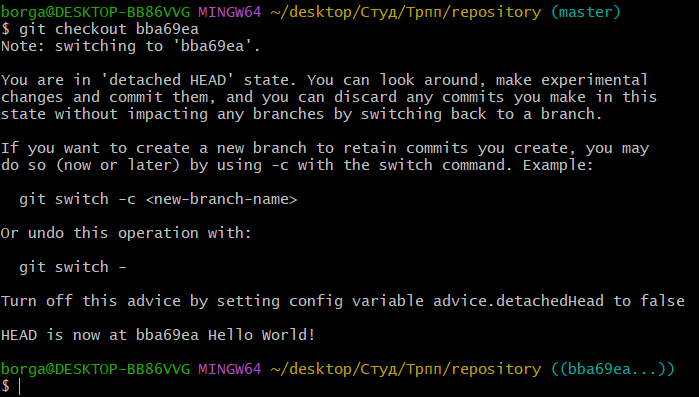 borga@DESKTOP-BB86VVG MINGW64 ~/desktop/Студ/Трпп/repository (master)
$ git checkout bba69ea
Note: switching to 'bba69ea'.
You are in 'detached HEAD' state. You can look around, make experimental
changes and commit them, and you can discard any commits you make in this
state without impacting any branches by switching back to a branch.
If you want to create a new branch to retain commits you create, you may
do so (now or later) by using -c with the switch command. Example:
git switch -c <new-branch-name>
Or undo this operation with:
git switch -
Turn off this advice by setting config variable advice.detachedHead to false
HEAD is now at bba69ea Hello World!
borga@DESKTOP-BB86VVG MINGW64 ~/desktop/Студ/Трпп/repository ((bba69ea...))
$